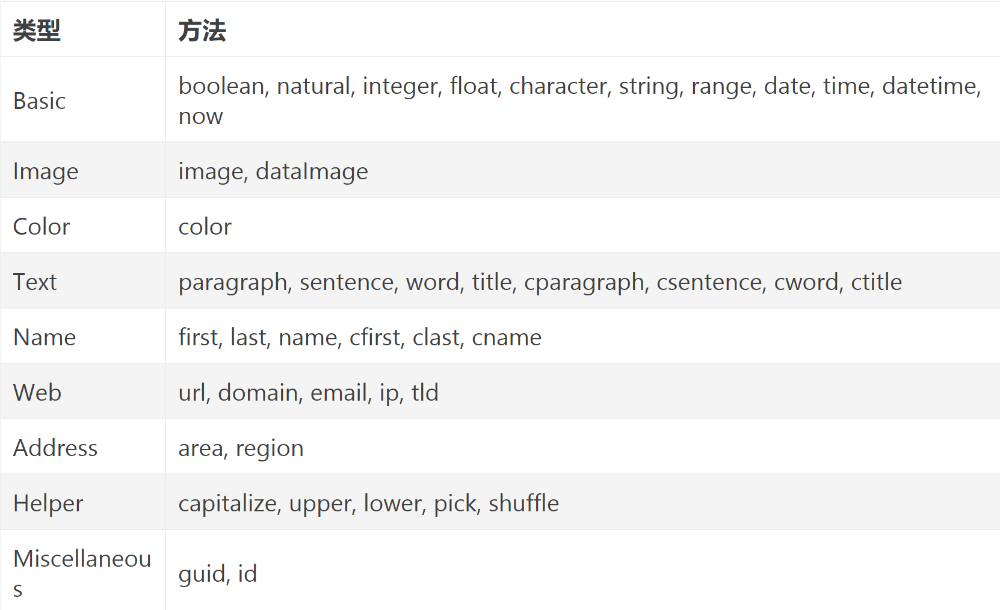 类型 方法
Basic boolean, natural, integer, float, character, string, range, date, time, datetime,
now
Image image, dataImage
Color color
Text paragraph, sentence, word, title, cparagraph, csentence, cword, ctitle
Name first, last, name, cfirst, clast, cname
Web url, domain, email, ip, tld
Address area, region
Helper capitalize, upper, lower, pick, shuffle
Miscellaneou
s
guid, id